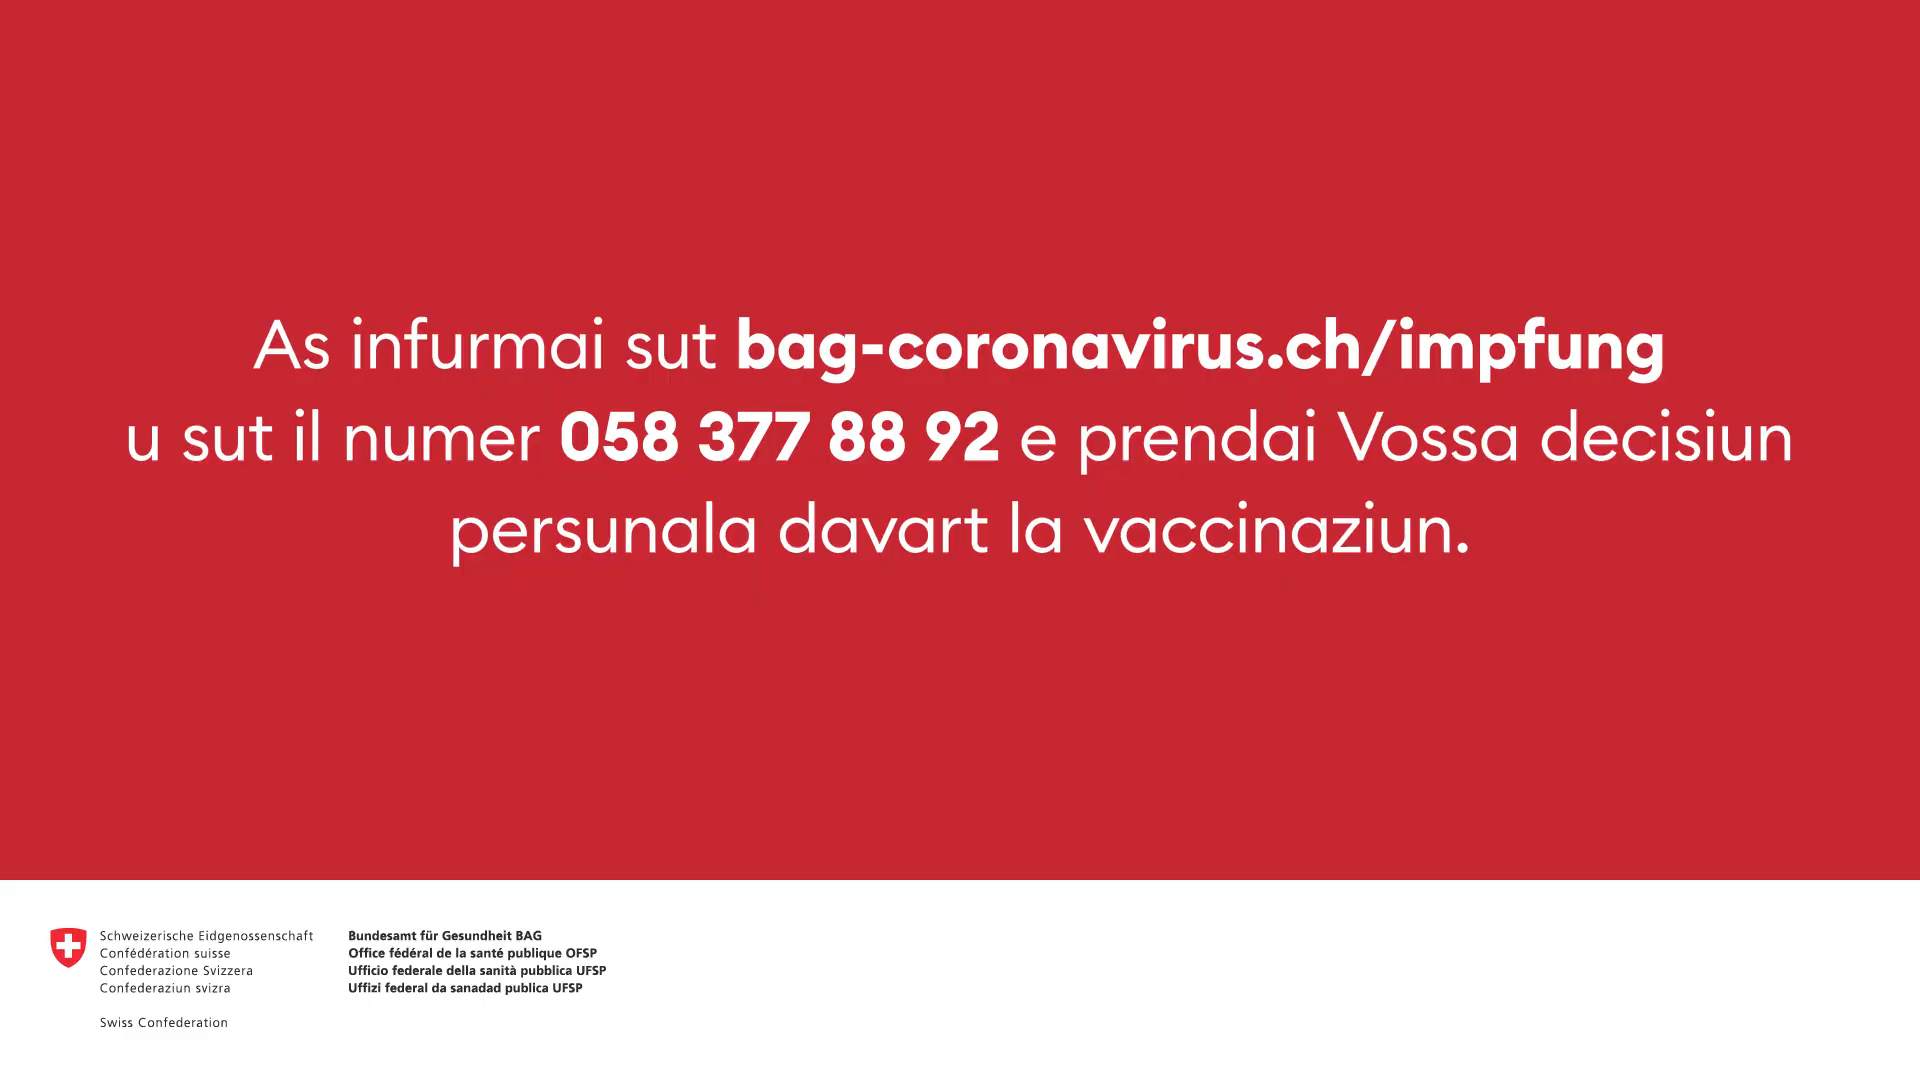 As infurmai sut bag-coronavirus.ch/impfung
u sut il numer 058 377 88 92 e prendai Vossa decisiun
persunala davart la vaccinaziun.
Schweizerische Eidgenossenschaft
Confédération suisse
Confederazione Svizzera
Confederaziun svizra
Swiss Confederation
Bundesamt für Gesundheit BAG
Office fédéral de la santé publique OFSP
Ufficio federale della sanità pubblica UFSP
Uffizi federal da sanadad publica UFSP